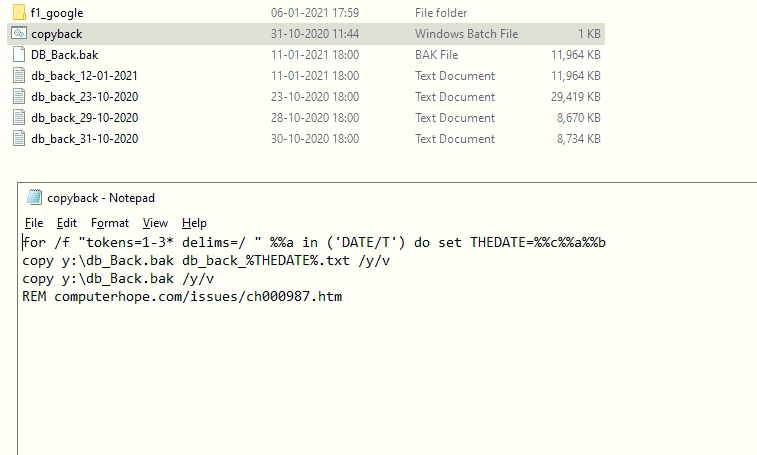 f1_google 06-01-2021 17:59 File folder
copyback 31-10-2020 11:44 Windows Batch File 1 KB
DB_Back.bak 11-01-2021 18:00 BAK File 11,964 KB
db_back_12-01-2021 11-01-2021 18:00 Text Document 11,964 KB
db_back_23-10-2020 23-10-2020 18:00 Text Document 29,419 KB
db_back_29-10-2020 28-10-2020 18:00 Text Document 8,670 KB
db_back_31-10-2020 30-10-2020 18:00 Text Document 8,734 KB
copyback - Notepad
File Edit Format View Help
for /f "tokens=1-3* delims=/ " %%a in ('DATE/T') do set THEDATE=%%c%%a%%b
copy y:\db_Back.bak db_back_%THEDATE%.txt /y/v
copy y:\db_Back.bak /y/v
REM computerhope.com/issues/ch000987.htm